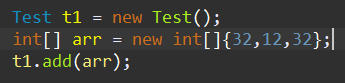 Test t1 = new Test();
int[] arr = new int[]{32,12,32};
t1.add(arr);